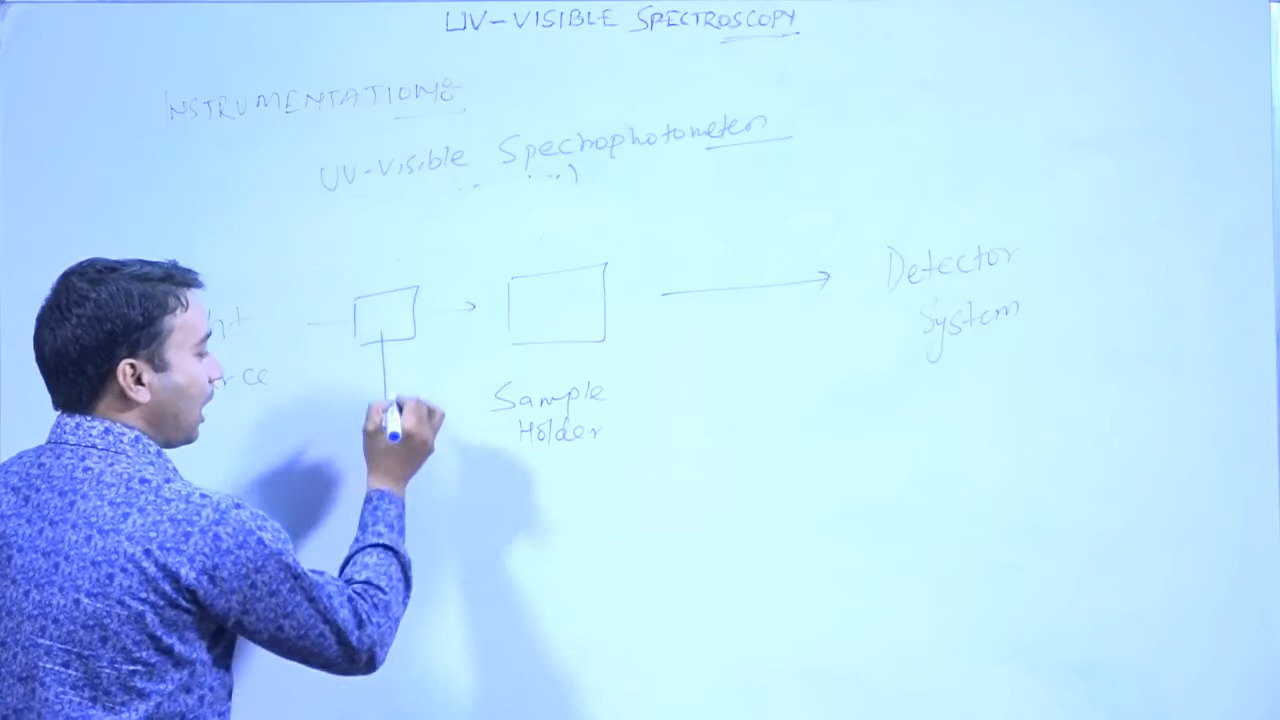 UV-VISIBLE SPECTROSCOPY
INSTRUMENTATION:
UV-Visible Spectrophotometer
Detector
System
Sample
Holder